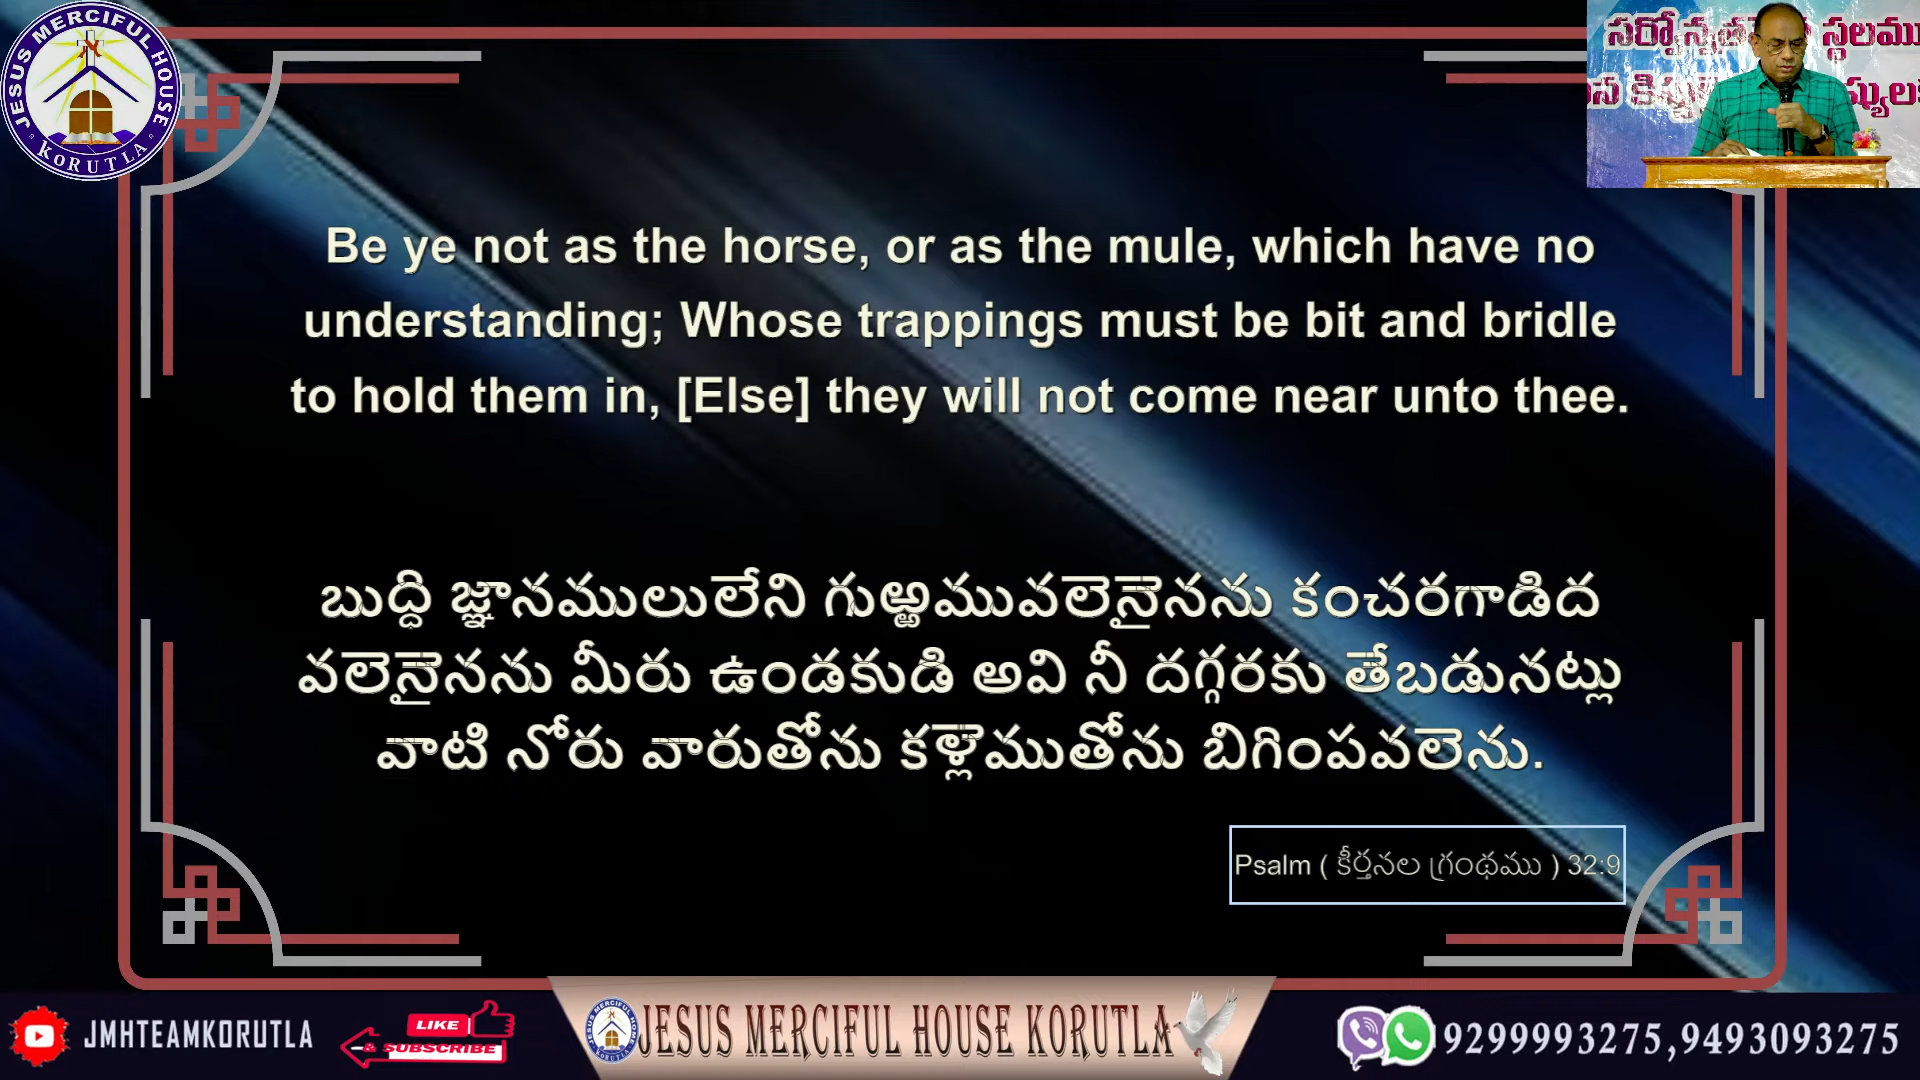 JESUS MERCIFUL HOUSE
KORUTLA
సర్వోన్నతమైన స్థలము
Be ye not as the horse, or as the mule, which have no
understanding; Whose trappings must be bit and bridle
to hold them in, [Else] they will not come near unto thee.
బుద్ధి జ్ఞానములులేని గుఱ్ఱమువలెనైనను కంచరగాడిద
వలెనైనను మీరు ఉండకుడి అవి నీ దగ్గరకు తేబడునట్లు
వాటి నోరు వారుతోను కళ్లెముతోను బిగింపవలెను.
Psalm ( కీర్తనల గ్రంథము ) 32:9
JMHTEAMKORUTLA
LIKE
& SUBSCRIBE
JESUS MERCIFUL HOUSE KORUTLA
9299993275,9493093275